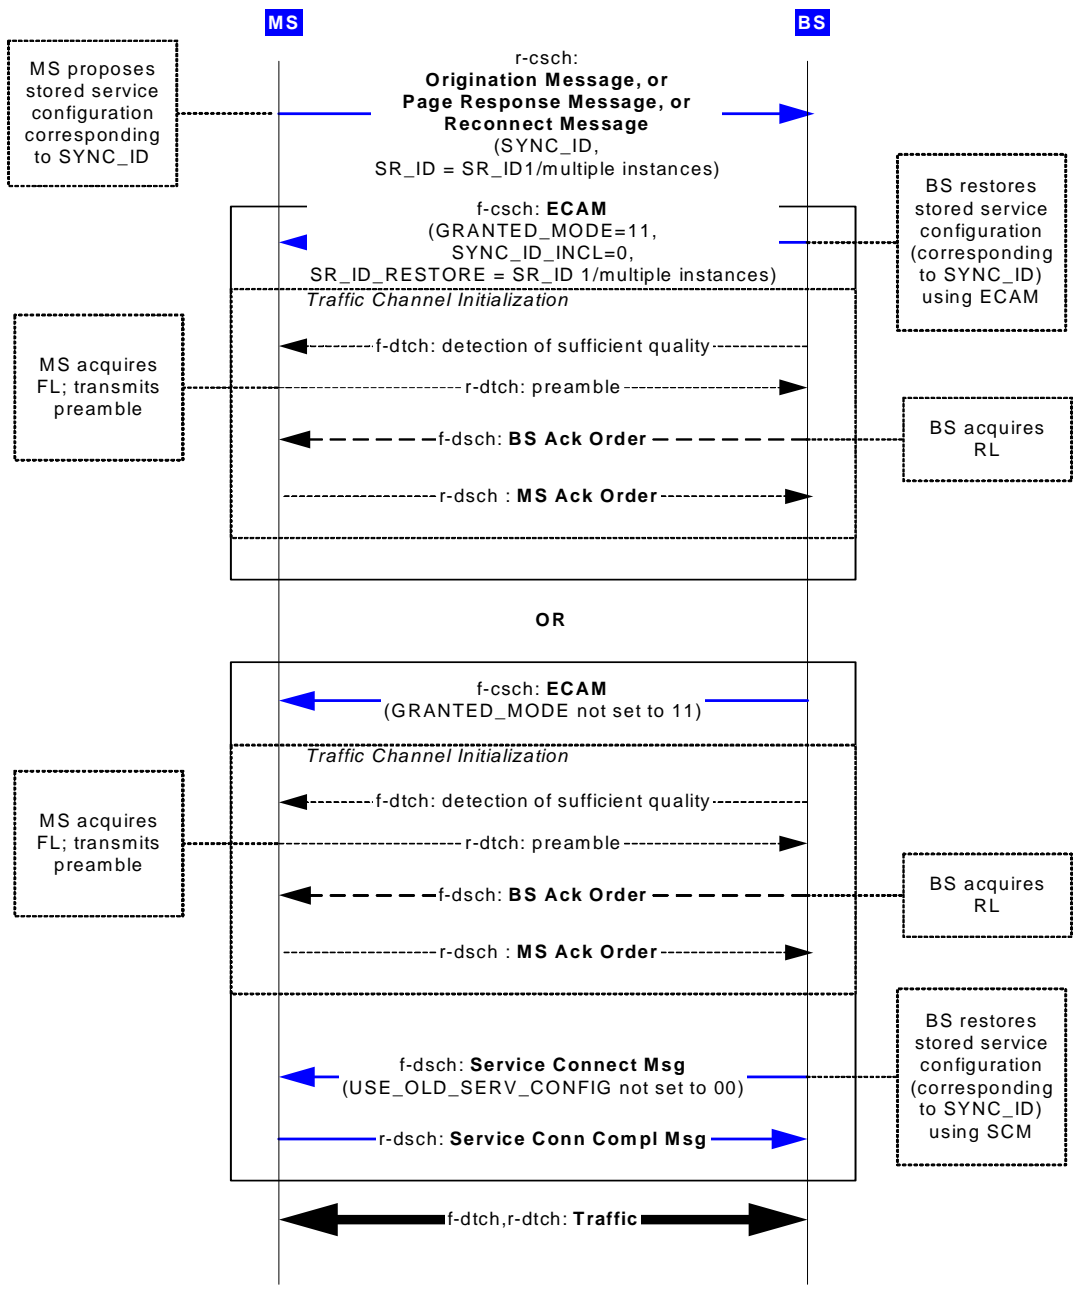 MS
BS
MS proposes
stored service
configuration
corresponding
to SYNC_ID
r-csch:
Origination Message, or
Page Response Message, or
Reconnect Message
(SYNC_ID,
SR_ID = SR_ID1/multiple instances)
BS restores
stored service
configuration
(corresponding
to SYNC_ID)
using ECAM
f-csch: ECAM
(GRANTED_MODE=11,
SYNC_ID_INCL=0,
SR_ID_RESTORE = SR_ID 1/multiple instances)
Traffic Channel Initialization
MS acquires
FL; transmits
preamble
f-dtch: detection of sufficient quality
r-dtch: preamble
f-dsch: BS Ack Order
BS acquires
RL
r-dsch : MS Ack Order
OR
f-csch: ECAM
(GRANTED_MODE not set to 11)
Traffic Channel Initialization
MS acquires
FL; transmits
preamble
f-dtch: detection of sufficient quality
r-dtch: preamble
f-dsch: BS Ack Order
BS acquires
RL
r-dsch : MS Ack Order
BS restores
stored service
configuration
(corresponding
to SYNC_ID)
using SCM
f-dsch: Service Connect Msg
(USE_OLD_SERV_CONFIG not set to 00)
r-dsch: Service Conn Compl Msg
f-dtch,r-dtch: Traffic